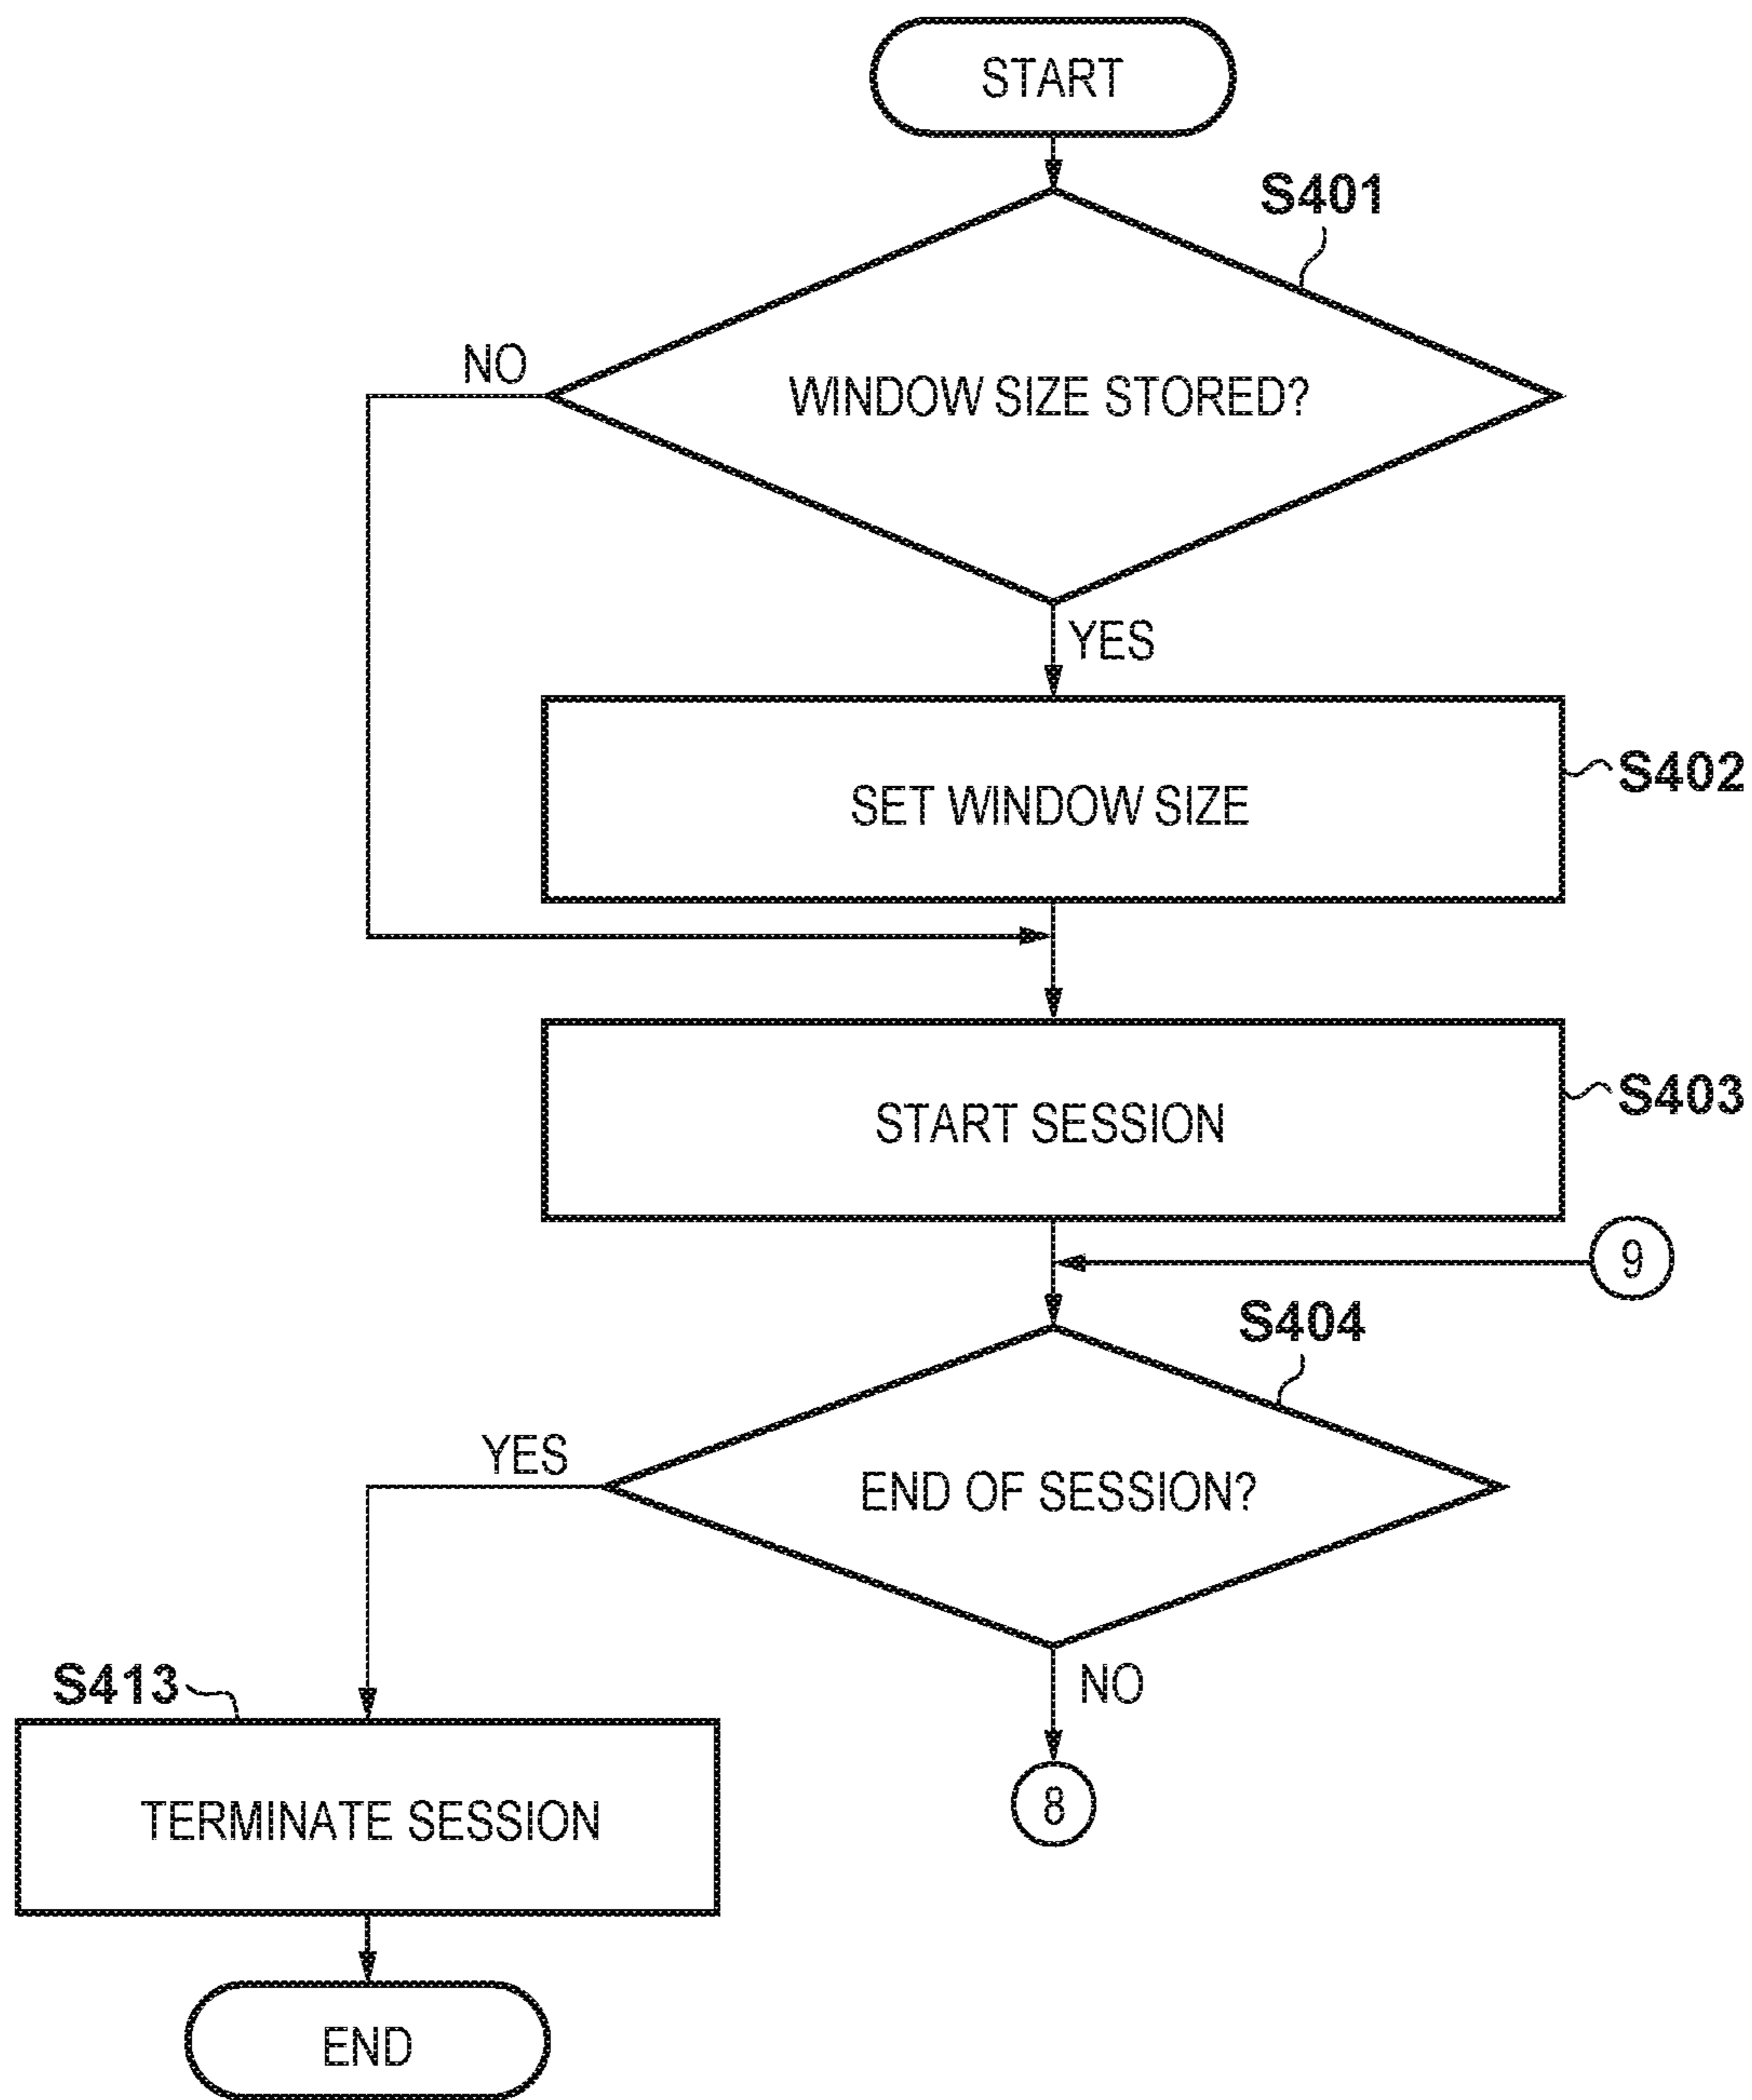 START
S401
NO
WINDOW SIZE STORED?
YES
S402
SET WINDOW SIZE
S403
START SESSION
9
S404
YES
END OF SESSION?
S413
NO
TERMINATE SESSION
8
END